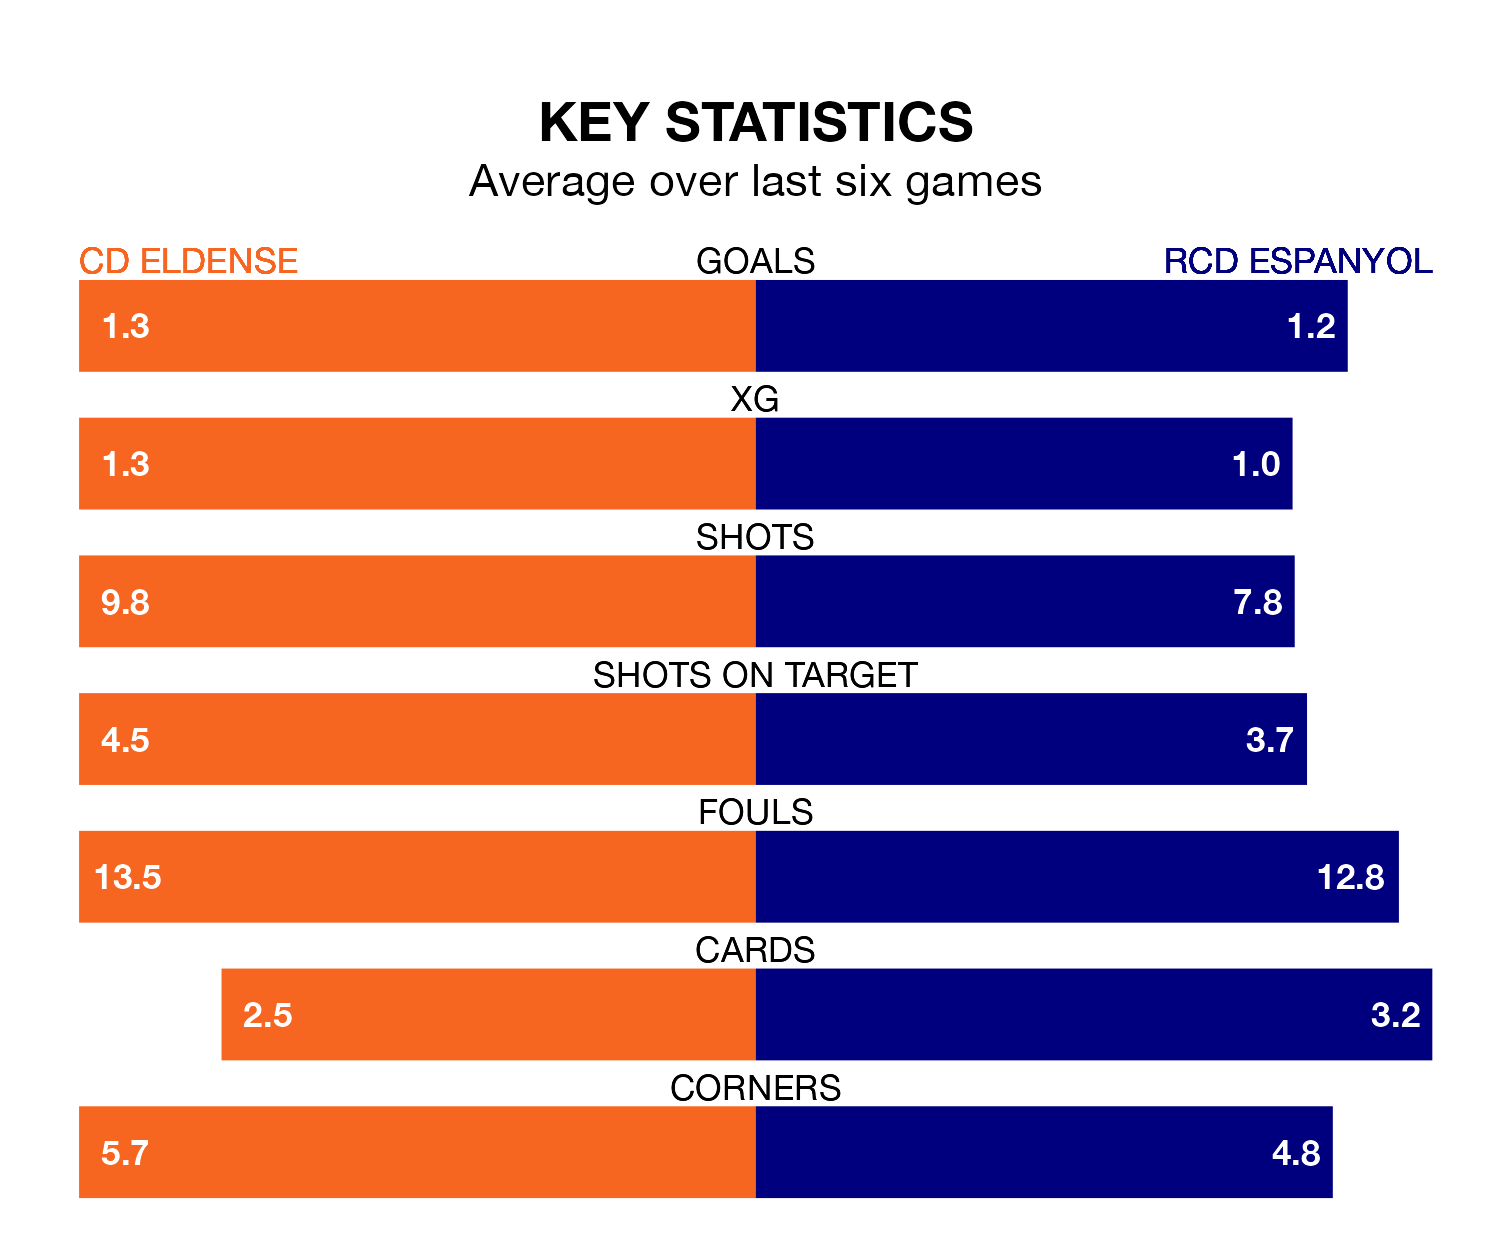 KEY STATISTICS
Average over last six games
CD ELDENSE GOALS RCD ESPANYOL
1.3 1.2
XG
1.3 1.0
SHOTS
9.8 7.8
SHOTS ON TARGET
4.5 3.7
FOULS
13.5 12.8
CARDS
2.5 3.2
CORNERS
5.7 4.8